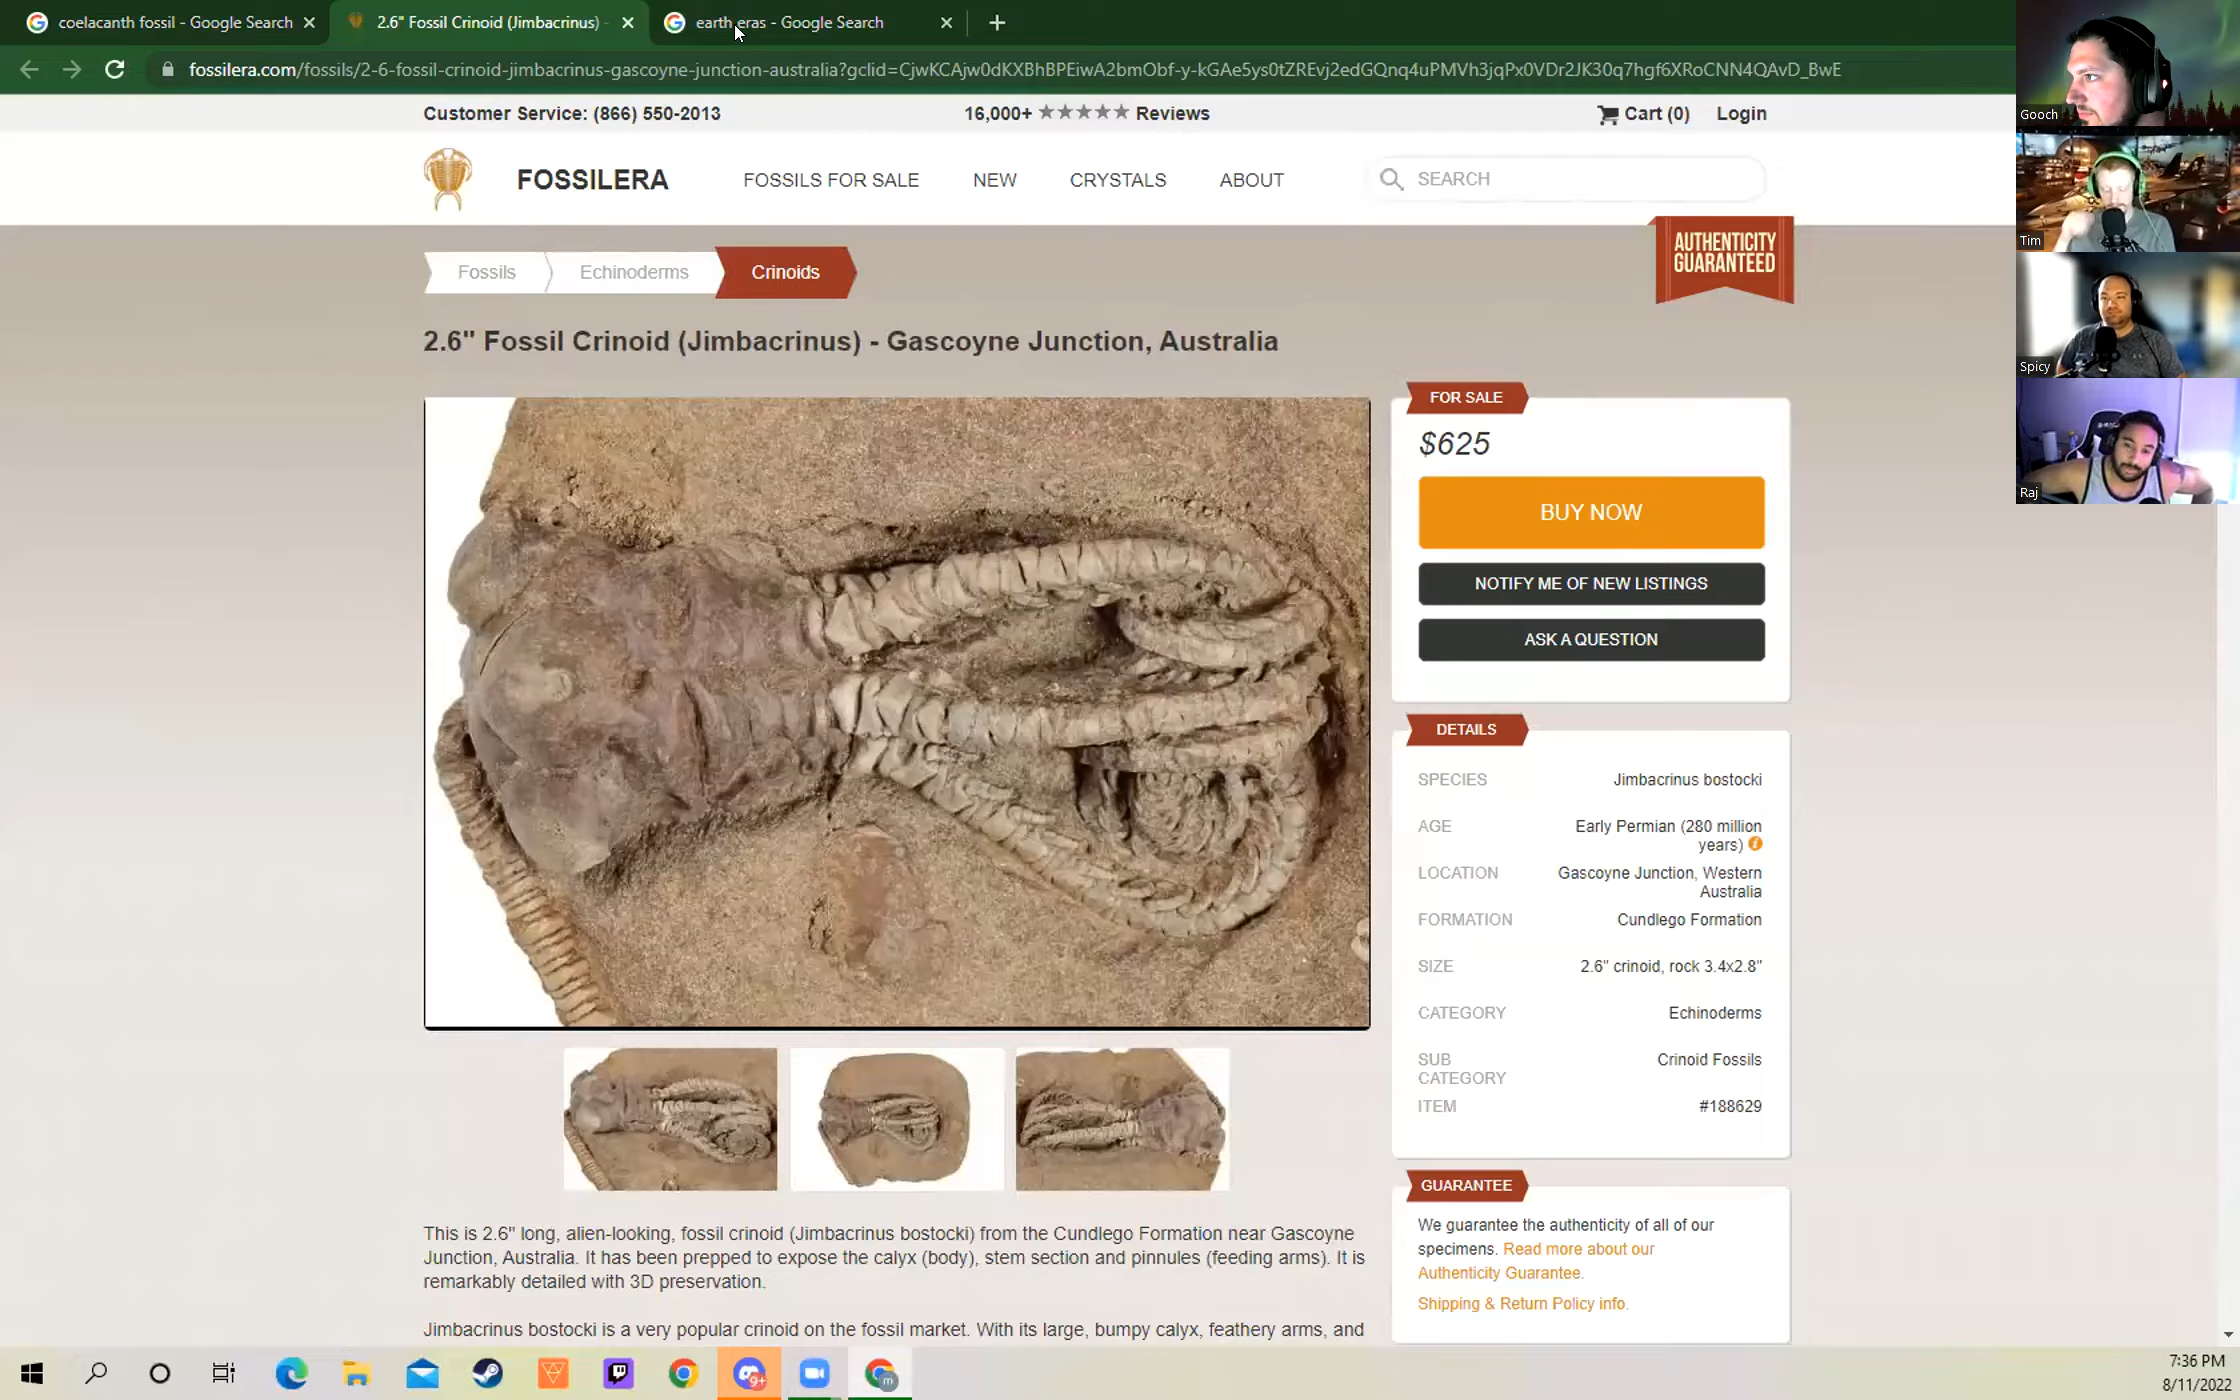 coelacanth fossil - Google Search
2.6" Fossil Crinoid (Jimbacrinus) -
earth eras - Google Search
fossilera.com/fossils/2-6-fossil-crinoid-jimbacrinus-gascoyne-junction-australia?gclid=CjwKCAjw0dKXBhBPEiwA2bmObf-y-kGAe5ys0tZREvj2edGQnq4uPMVh3jqPx0VDr2JK30q7hgf6XRoCNN4QAvD_BwE
Customer Service: (866) 550-2013
16,000+ ★★★★★ Reviews
Cart (0)
Login
FOSSILERA
FOSSILS FOR SALE
NEW
CRYSTALS
ABOUT
SEARCH
AUTHENTICITY
GUARANTEED
Fossils
Echinoderms
Crinoids
2.6" Fossil Crinoid (Jimbacrinus) - Gascoyne Junction, Australia
FOR SALE
$625
BUY NOW
NOTIFY ME OF NEW LISTINGS
ASK A QUESTION
DETAILS
SPECIES
Jimbacrinus bostocki
AGE
Early Permian (280 million
years)
LOCATION
Gascoyne Junction, Western
Australia
FORMATION
Cundlego Formation
SIZE
2.6" crinoid, rock 3.4x2.8"
CATEGORY
Echinoderms
SUB
CATEGORY
Crinoid Fossils
ITEM
#188629
GUARANTEE
We guarantee the authenticity of all of our
specimens. Read more about our
Authenticity Guarantee.
Shipping & Return Policy info.
This is 2.6" long, alien-looking, fossil crinoid (Jimbacrinus bostocki) from the Cundlego Formation near Gascoyne
Junction, Australia. It has been prepped to expose the calyx (body), stem section and pinnules (feeding arms). It is
remarkably detailed with 3D preservation.
Jimbacrinus bostocki is a very popular crinoid on the fossil market. With its large, bumpy calyx, feathery arms, and
Gooch
Tim
Spicy
Raj
9+
m
7:36 PM
8/11/2022